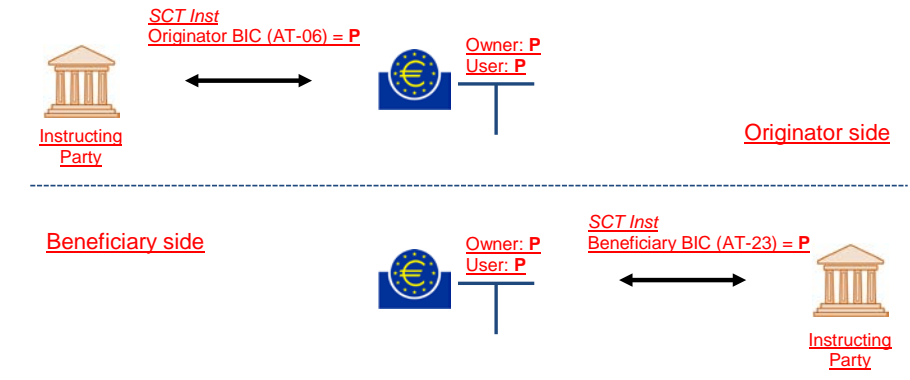 SCT Inst
Originator BIC (AT-06) = P
Owner: P
User: P
Instructing
Party
Originator side
Beneficiary side
SCT Inst
Beneficiary BIC (AT-23) = P
Owner: P
User: P
Instructing
Party